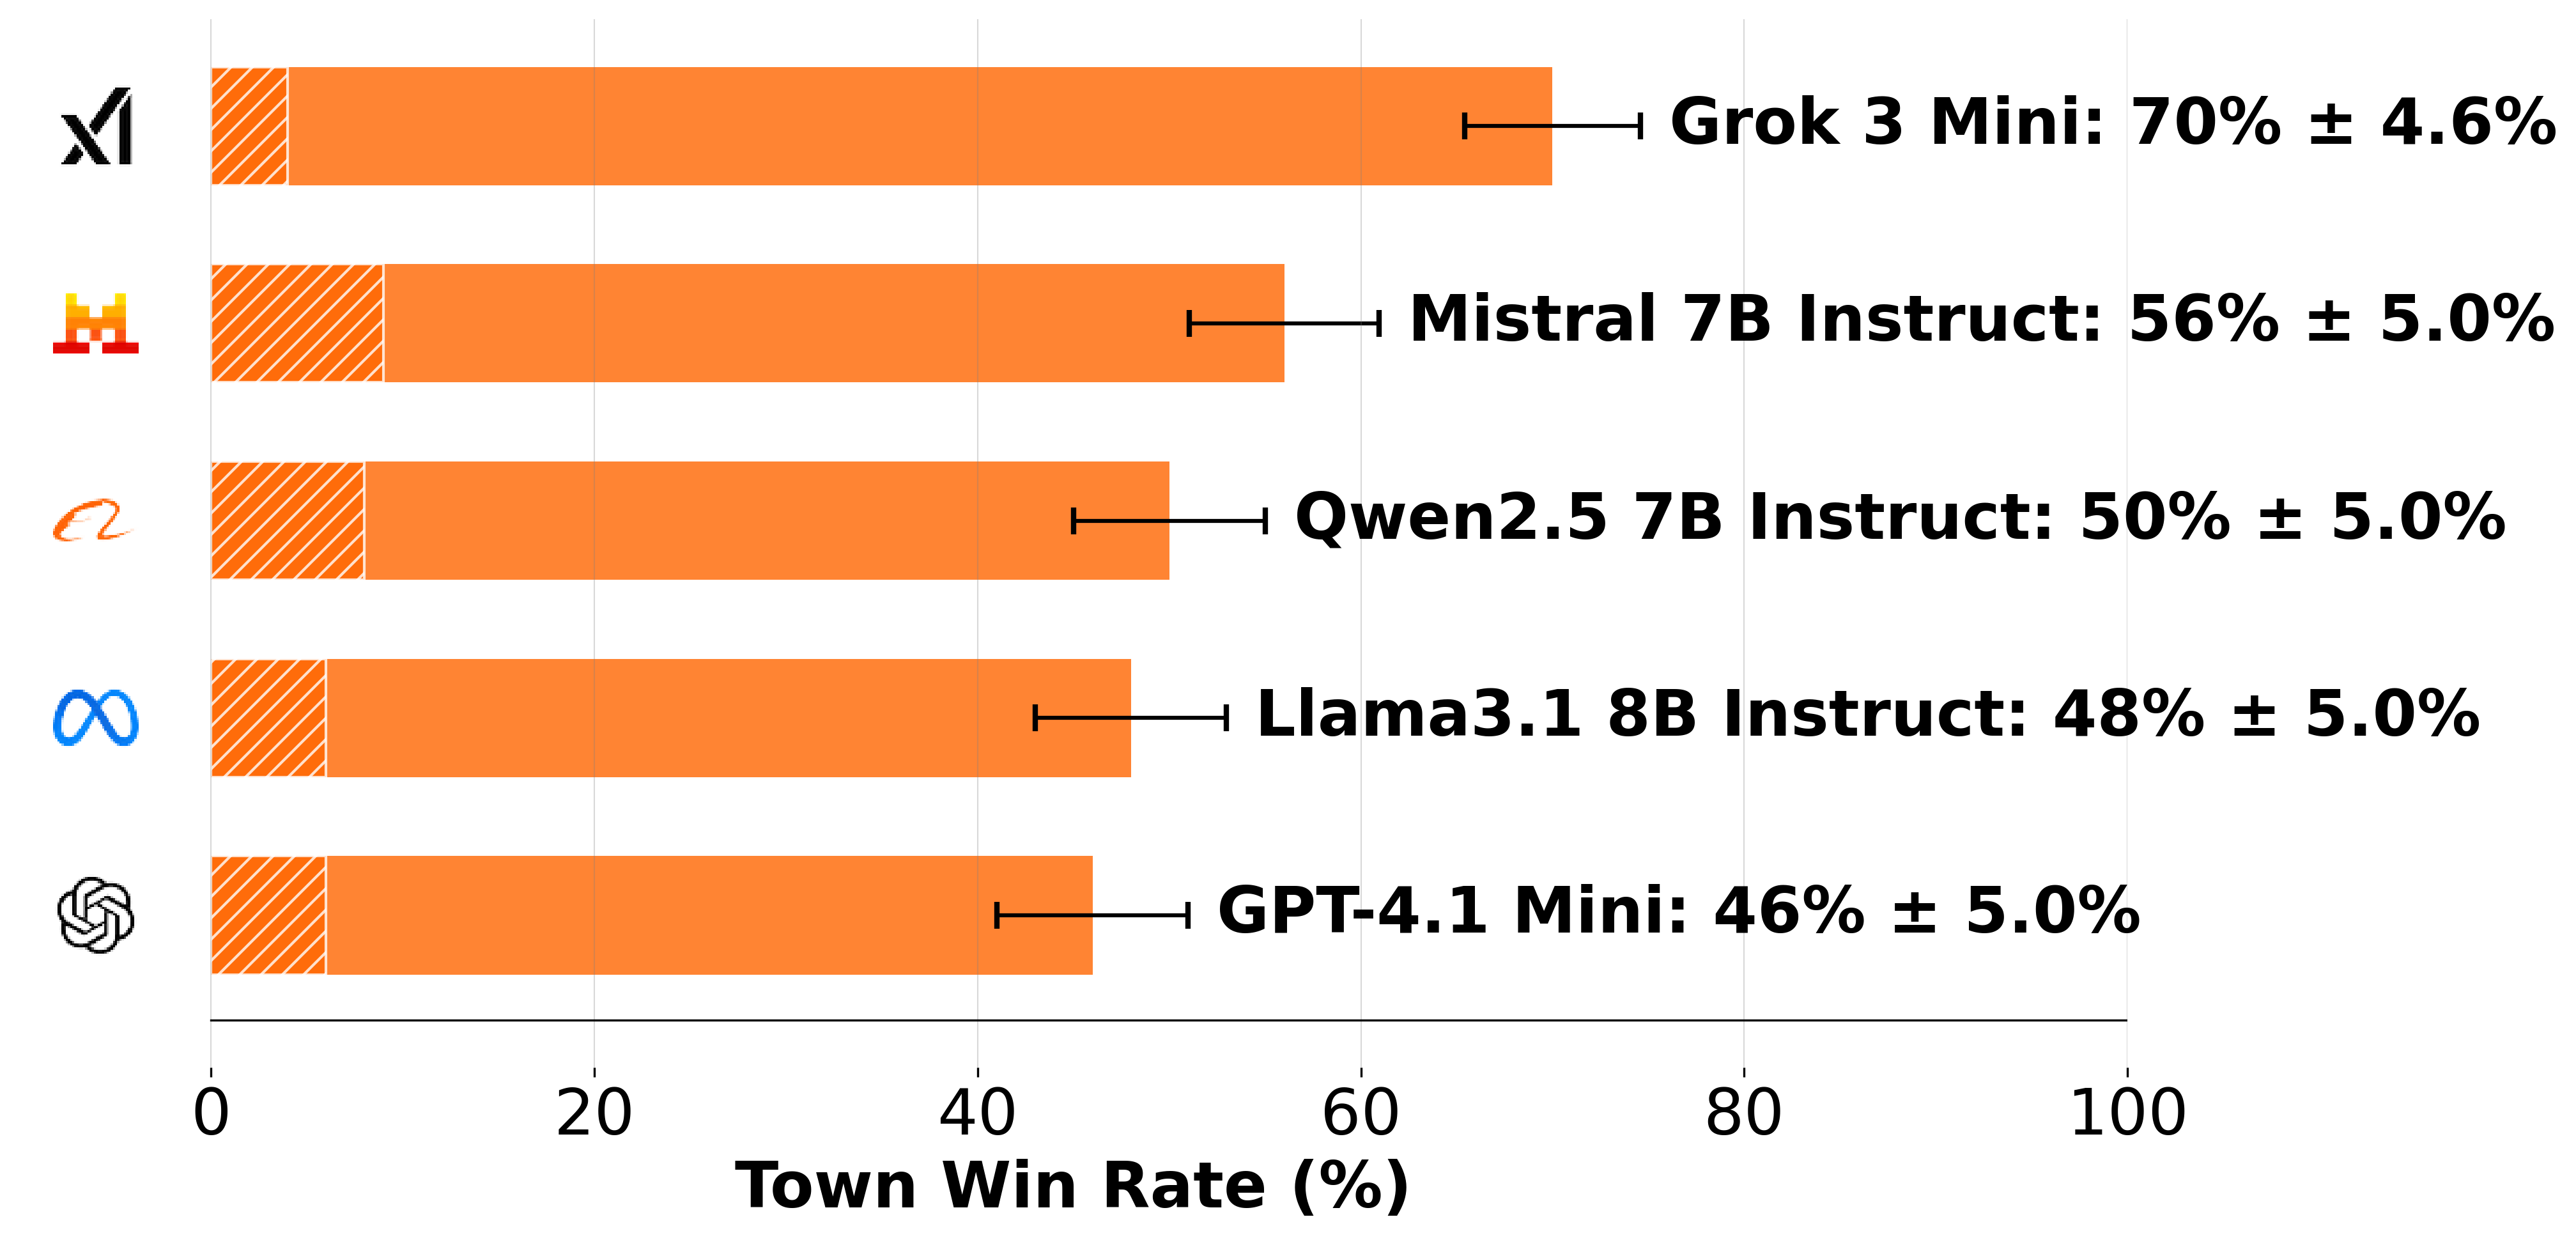 Grok 3 Mini: 70% ± 4.6%
Mistral 7B Instruct: 56% ± 5.0%
Qwen2.5 7B Instruct: 50% ± 5.0%
Llama3.1 8B Instruct: 48% ± 5.0%
GPT-4.1 Mini: 46% ± 5.0%
0 20 40 60 80 100
Town Win Rate (%)